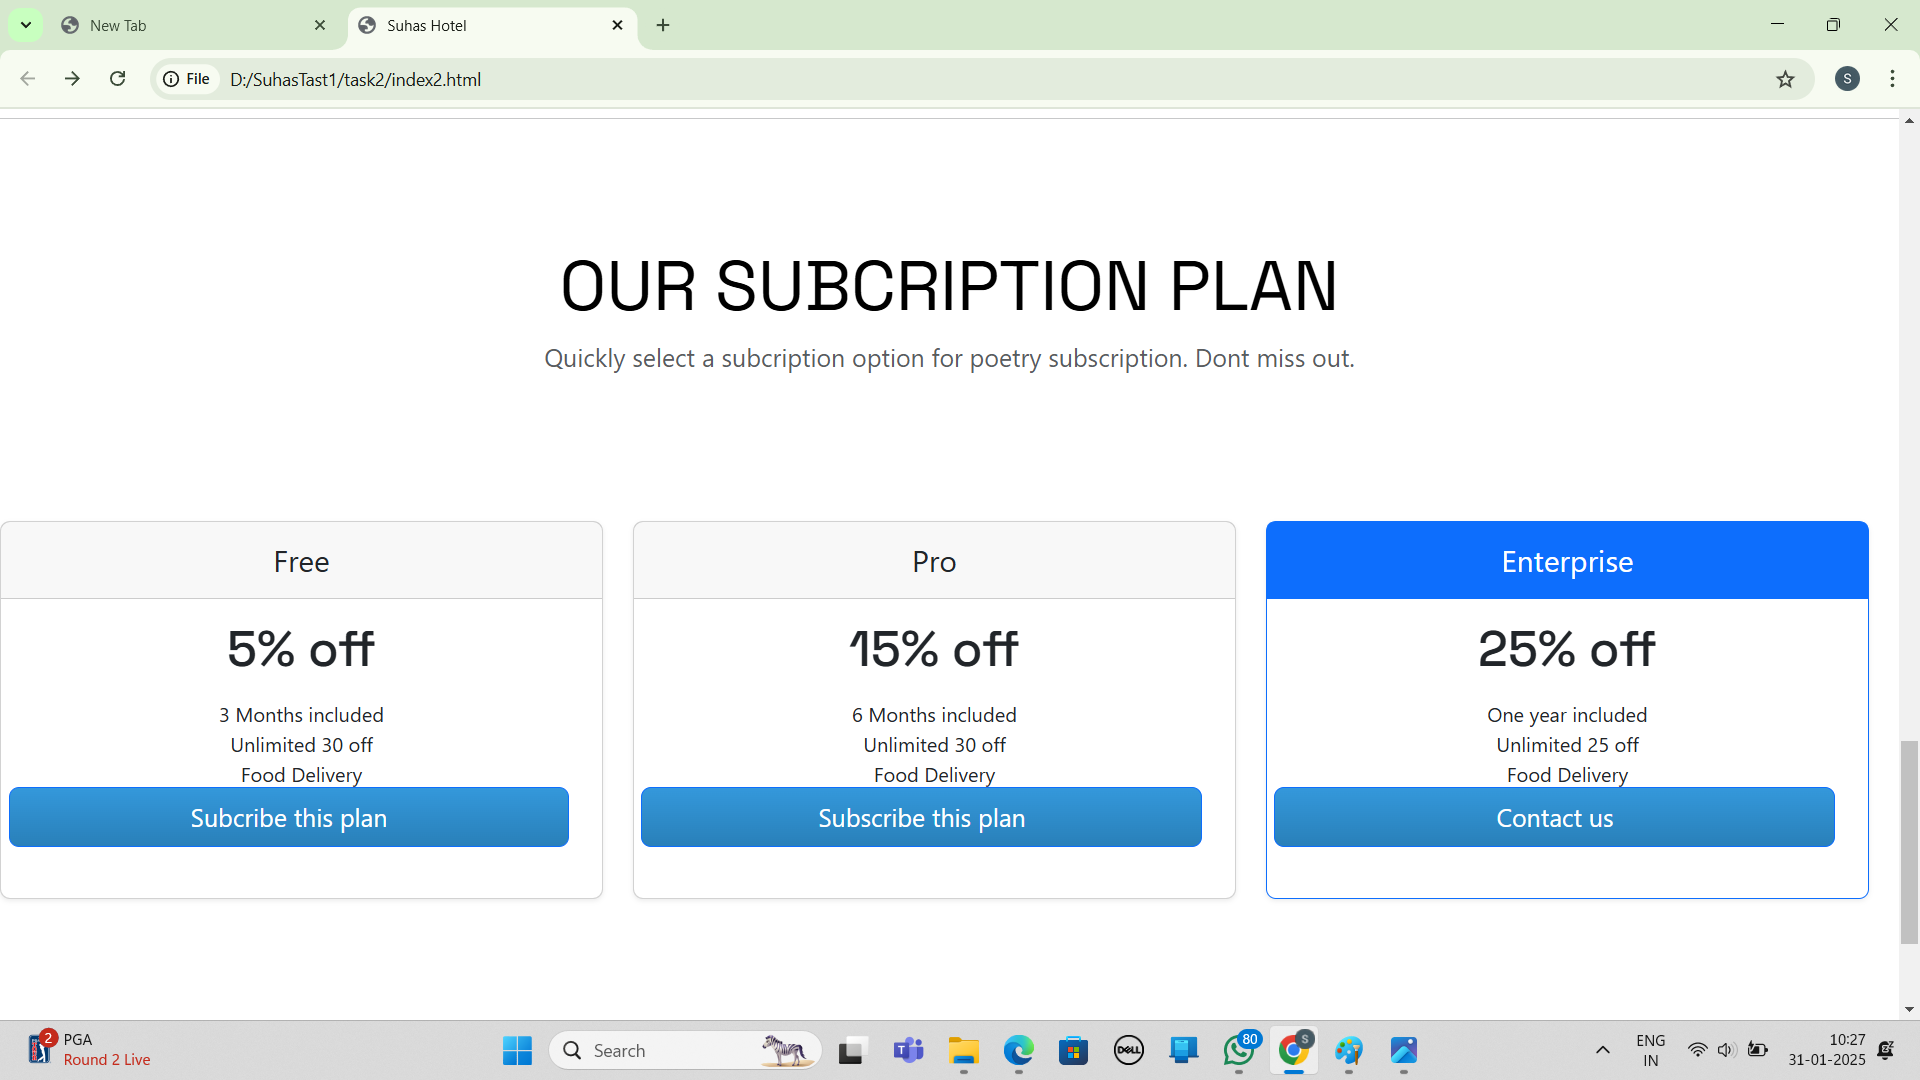 New Tab
Suhas Hotel
File
D:/SuhasTast1/task2/index2.html
S
OUR SUBCRIPTION PLAN
Quickly select a subcription option for poetry subscription. Dont miss out.
Free
5% off
3 Months included
Unlimited 30 off
Food Delivery
Subcribe this plan
Pro
15% off
6 Months included
Unlimited 30 off
Food Delivery
Subscribe this plan
Enterprise
25% off
One year included
Unlimited 25 off
Food Delivery
Contact us
2
PGA
Round 2 Live
Search
DELL
80
S
ENG
IN
10:27
31-01-2025